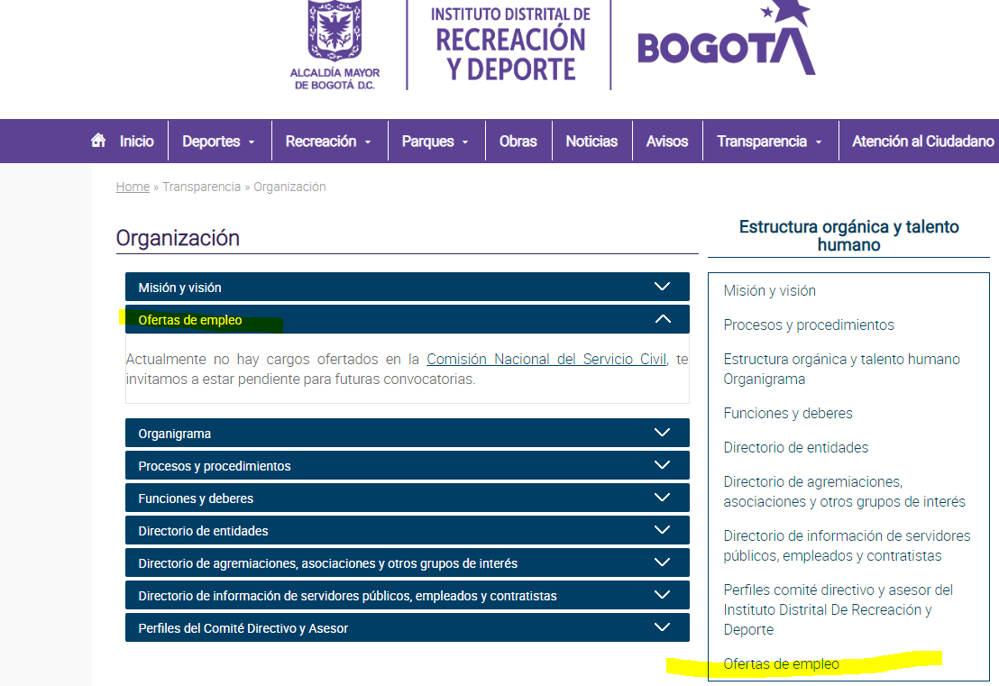 ALCALDÍA MAYOR
DE BOGOTÁ D.C.
INSTITUTO DISTRITAL DE
RECREACIÓN
Y DEPORTE
BOGOTÁ
Inicio
Deportes
Recreación
Parques
Obras
Noticias
Avisos
Transparencia
Atención al Ciudadano
Home » Transparencia » Organización
Organización
Misión y visión
Ofertas de empleo
Actualmente no hay cargos ofertados en la Comisión Nacional del Servicio Civil, te
invitamos a estar pendiente para futuras convocatorias.
Organigrama
Procesos y procedimientos
Funciones y deberes
Directorio de entidades
Directorio de agremiaciones, asociaciones y otros grupos de interés
Directorio de información de servidores públicos, empleados y contratistas
Perfiles del Comité Directivo y Asesor
Estructura orgánica y talento
humano
Misión y visión
Procesos y procedimientos
Estructura orgánica y talento humano
Organigrama
Funciones y deberes
Directorio de entidades
Directorio de agremiaciones,
asociaciones y otros grupos de interés
Directorio de información de servidores
públicos, empleados y contratistas
Perfiles comité directivo y asesor del
Instituto Distrital De Recreación y
Deporte
Ofertas de empleo